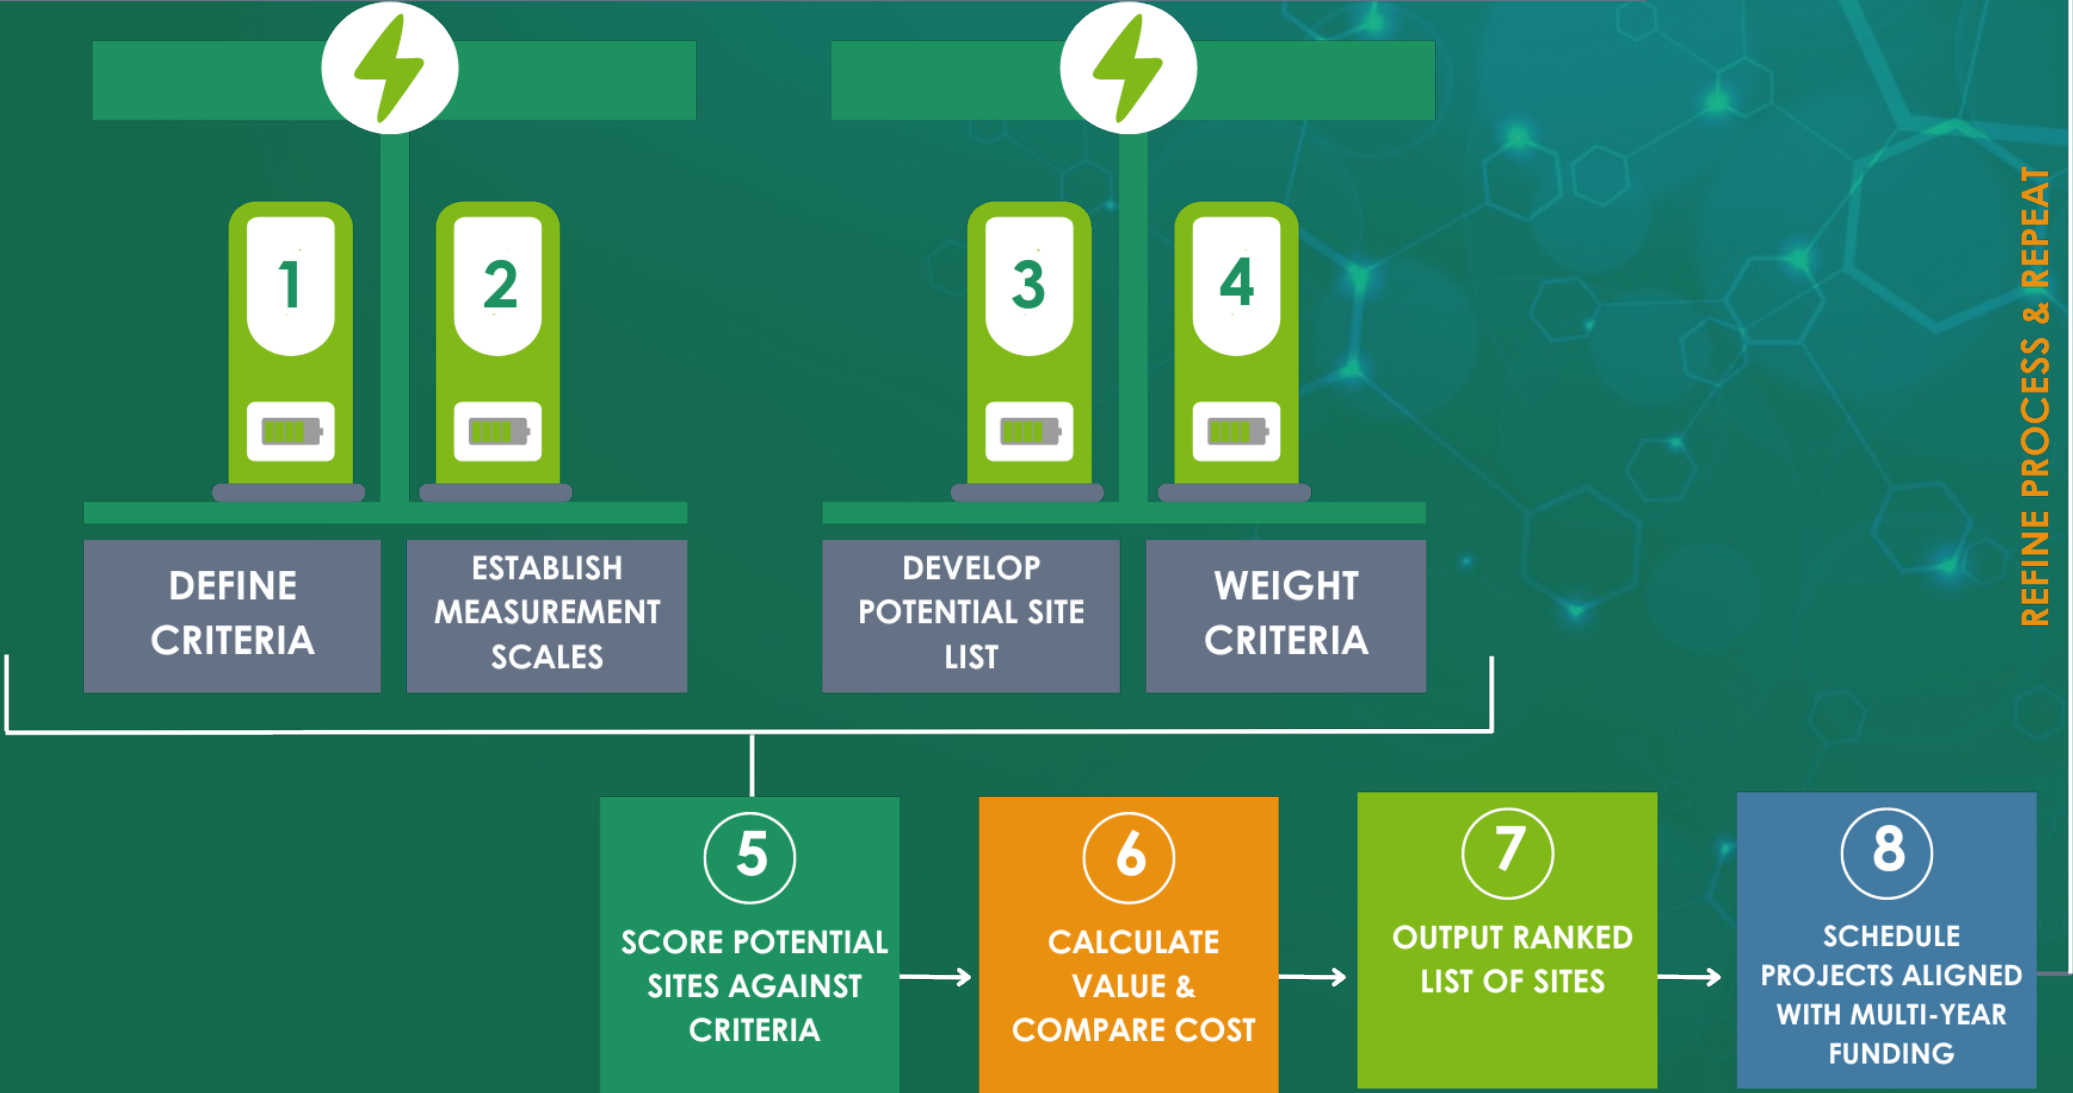 1
2
3
4
DEFINE
CRITERIA
ESTABLISH
MEASUREMENT
SCALES
DEVELOP
POTENTIAL SITE
LIST
WEIGHT
CRITERIA
5
SCORE POTENTIAL
SITES AGAINST
CRITERIA
6
CALCULATE
VALUE &
COMPARE COST
7
OUTPUT RANKED
LIST OF SITES
8
SCHEDULE
PROJECTS ALIGNED
WITH MULTI-YEAR
FUNDING
REFINE PROCESS & REPEAT